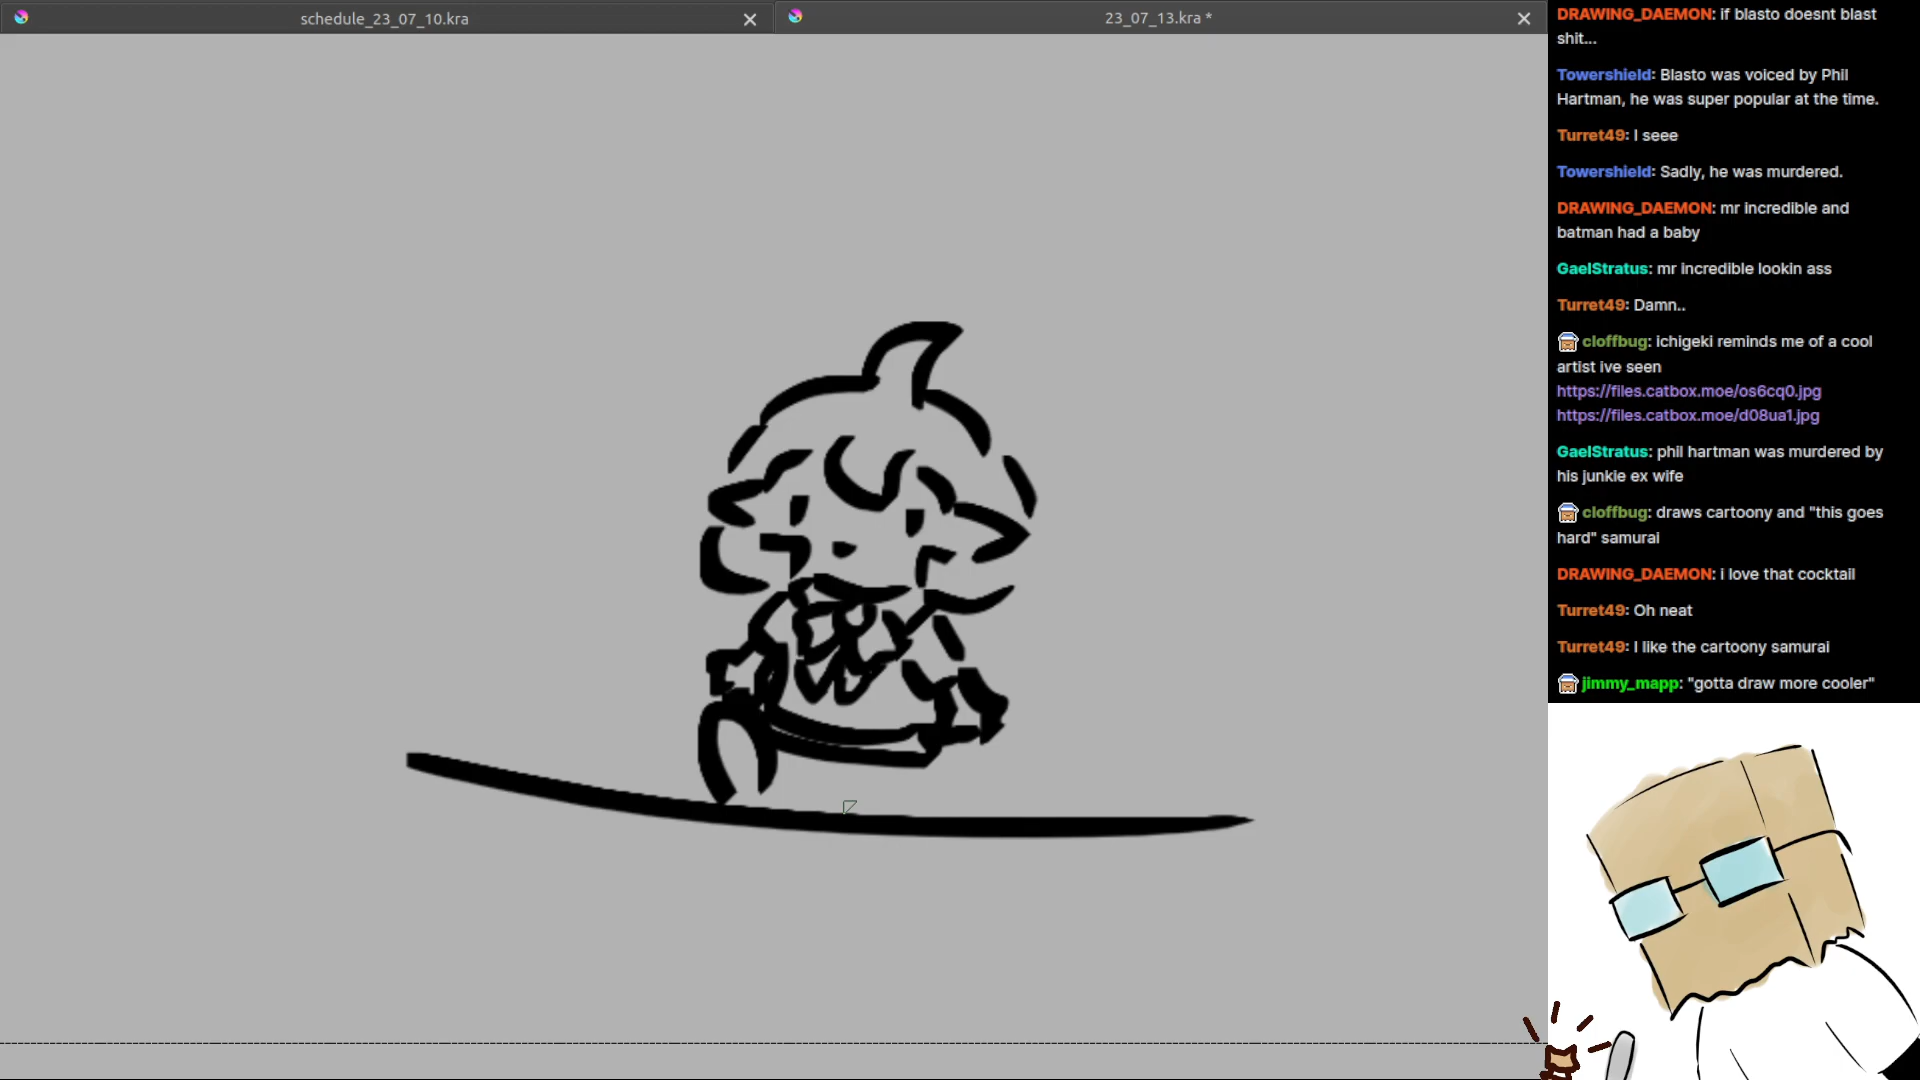 schedule_23_07_10.kra
23_07_13.kra *
DRAWING_DAEMON: if blasto doesnt blast
shit...
Towershield: Blasto was voiced by Phil
Hartman, he was super popular at the time.
Turret49: I seee
Towershield: Sadly, he was murdered.
DRAWING_DAEMON: mr incredible and
batman had a baby
GaelStratus: mr incredible lookin ass
Turret49: Damn..
cloffbug: ichigeki reminds me of a cool
artist ive seen
https://files.catbox.moe/os6cq0.jpg
https://files.catbox.moe/d08ua1.jpg
GaelStratus: phil hartman was murdered by
his junkie ex wife
cloffbug: draws cartoony and "this goes
hard" samurai
DRAWING_DAEMON: i love that cocktail
Turret49: Oh neat
Turret49: I like the cartoony samurai
jimmy_mapp: "gotta draw more cooler"